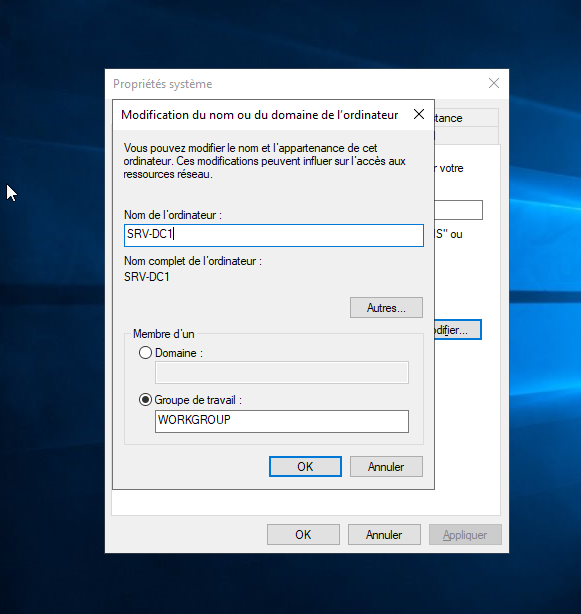 Propriétés système
Modification du nom ou du domaine de l'ordinateur
Vous pouvez modifier le nom et l'appartenance de cet
ordinateur. Ces modifications peuvent influer sur l'accès aux
ressources réseau.
votre
Nom de l'ordinateur :
SRV-DC1
ou
Nom complet de l'ordinateur :
SRV-DC1
Autres...
Membre d'un
Domaine :
Groupe de travail :
WORKGROUP
OK
Annuler
OK
Annuler
Appliquer